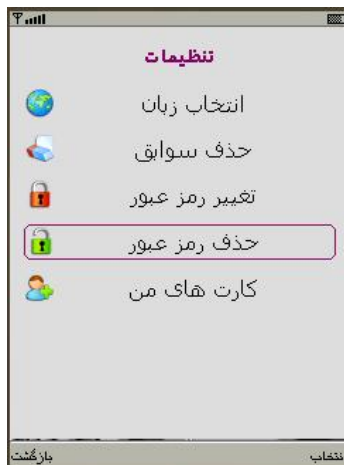 تنظیمات
انتخاب زبان
حذف سوابق
تغییر رمز عبور
حذف رمز عبور
کارت های من
انتخاب
بازگشت